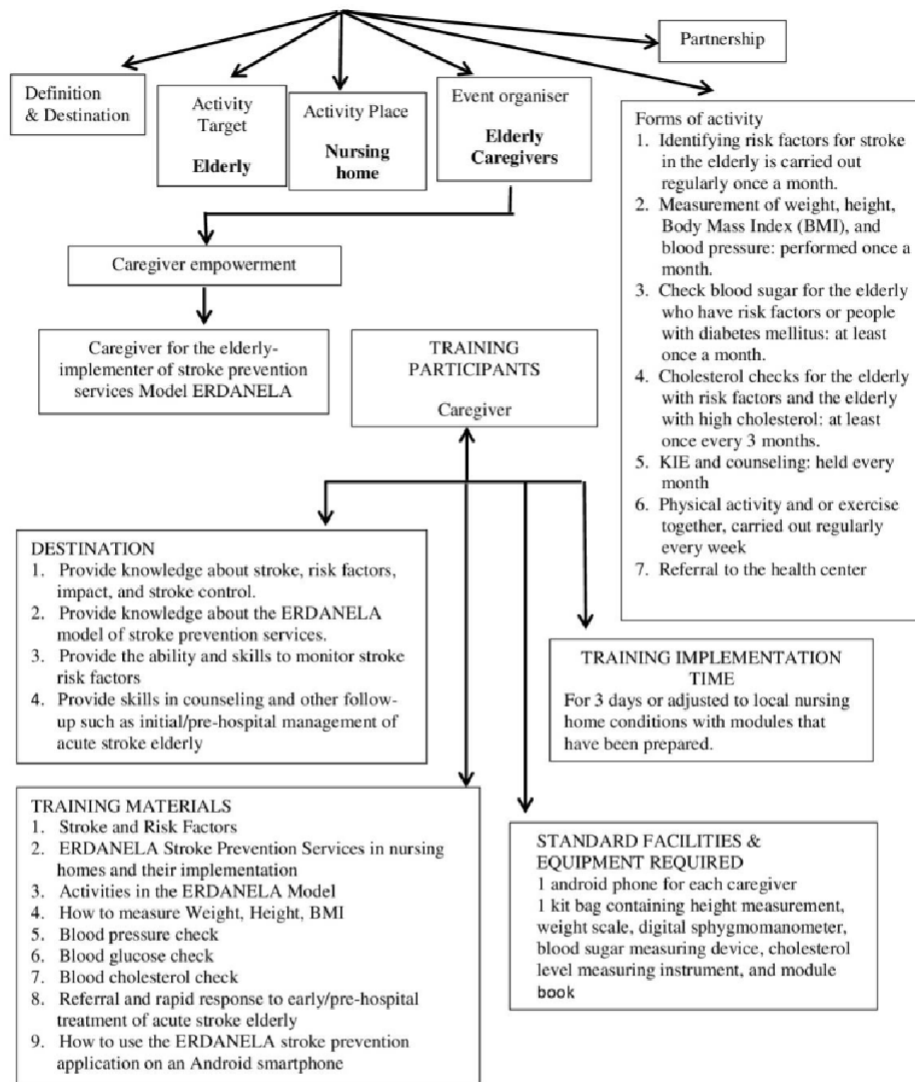 Partnership
Definition
& Destination
Activity
Target
Elderly
Activity Place
Nursing
home
Event organiser
Elderly
Caregivers
Forms of activity
1. Identifying risk factors for stroke
in the elderly is carried out
regularly once a month.
2. Measurement of weight, height,
Body Mass Index (BMI), and
blood pressure: performed once a
month.
3. Check blood sugar for the elderly
who have risk factors or people
with diabetes mellitus: at least
once a month.
4. Cholesterol checks for the elderly
with risk factors and the elderly
with high cholesterol: at least
once every 3 months.
5. KIE and counseling: held every
month
6. Physical activity and or exercise
together, carried out regularly
every week
7. Referral to the health center
Caregiver empowerment
Caregiver for the elderly-
implementer of stroke prevention
services Model ERDANELA
TRAINING
PARTICIPANTS
Caregiver
DESTINATION
1. Provide knowledge about stroke, risk factors,
impact, and stroke control.
2. Provide knowledge about the ERDANELA
model of stroke prevention services.
3. Provide the ability and skills to monitor stroke
risk factors
4. Provide skills in counseling and other follow-
up such as initial/pre-hospital management of
acute stroke elderly
TRAINING IMPLEMENTATION
TIME
For 3 days or adjusted to local nursing
home conditions with modules that
have been prepared.
TRAINING MATERIALS
1. Stroke and Risk Factors
2. ERDANELA Stroke Prevention Services in nursing
homes and their implementation
3. Activities in the ERDANELA Model
4. How to measure Weight, Height, BMI
5. Blood pressure check
6. Blood glucose check
7. Blood cholesterol check
8. Referral and rapid response to early/pre-hospital
treatment of acute stroke elderly
9. How to use the ERDANELA stroke prevention
application on an Android smartphone
STANDARD FACILITIES &
EQUIPMENT REQUIRED
1 android phone for each caregiver
1 kit bag containing height measurement,
weight scale, digital sphygmomanometer,
blood sugar measuring device, cholesterol
level measuring instrument, and module
book